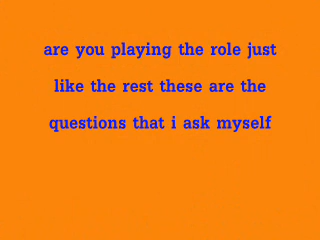 are you playing the role just
like the rest these are the
questions that i ask myself